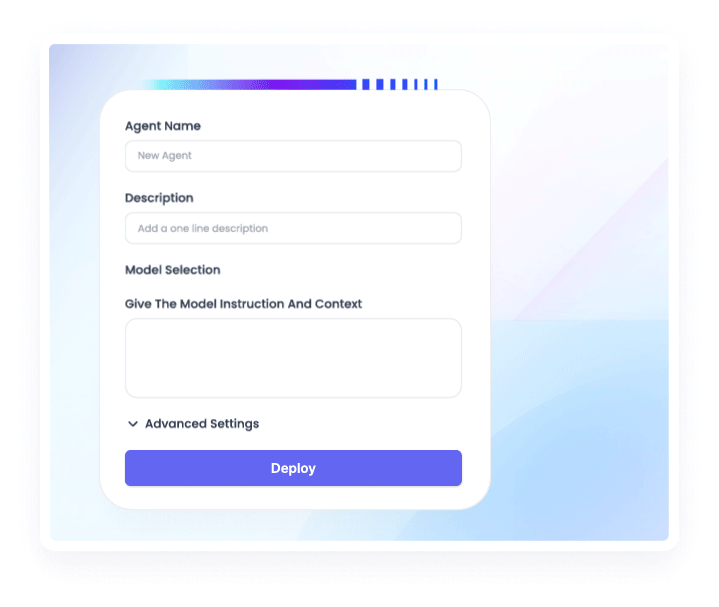 Agent Name
New Agent
Description
Add a one line description
Model Selection
Give The Model Instruction And Context
Advanced Settings
Deploy